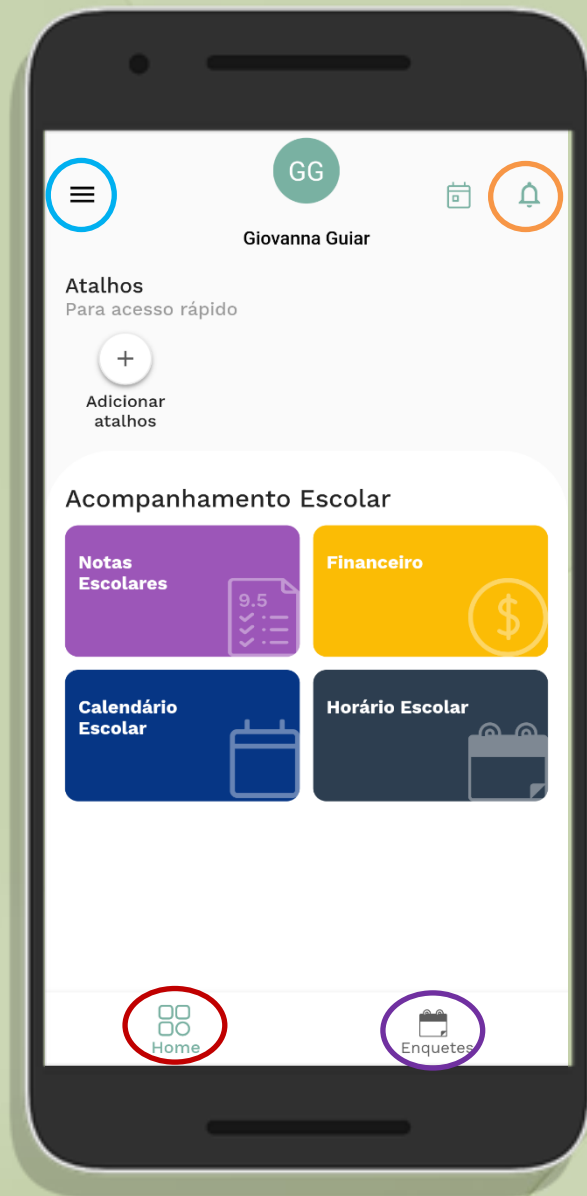 GG
Giovanna Guiar
Atalhos
Para acesso rápido
+
Adicionar
atalhos
Acompanhamento Escolar
Notas
Escolares
9.5
Financeiro
$
Calendário
Escolar
Horário Escolar
Home
Enquetes